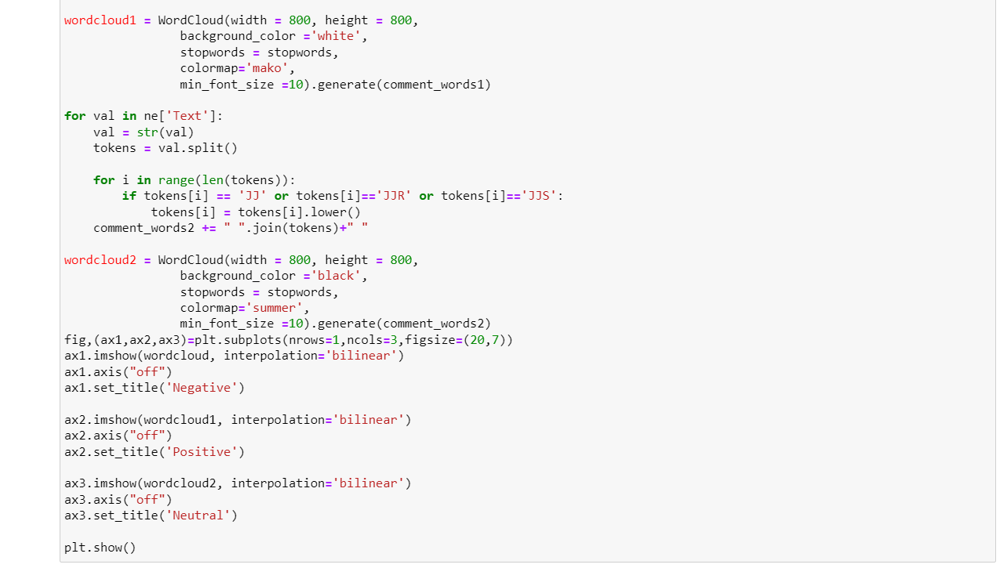 wordcloud1 = WordCloud(width = 800, height = 800,
                background_color ='white',
                stopwords = stopwords,
                colormap='mako',
                min_font_size =10).generate(comment_words1)

for val in ne['Text']:
    val = str(val)
    tokens = val.split()

    for i in range(len(tokens)):
        if tokens[i] == 'JJ' or tokens[i]=='JJR' or tokens[i]=='JJS':
            tokens[i] = tokens[i].lower()
    comment_words2 += " ".join(tokens)+" "

wordcloud2 = WordCloud(width = 800, height = 800,
                background_color ='black',
                stopwords = stopwords,
                colormap='summer',
                min_font_size =10).generate(comment_words2)
fig,(ax1,ax2,ax3)=plt.subplots(nrows=1,ncols=3,figsize=(20,7))
ax1.imshow(wordcloud, interpolation='bilinear')
ax1.axis("off")
ax1.set_title('Negative')

ax2.imshow(wordcloud1, interpolation='bilinear')
ax2.axis("off")
ax2.set_title('Positive')

ax3.imshow(wordcloud2, interpolation='bilinear')
ax3.axis("off")
ax3.set_title('Neutral')

plt.show()